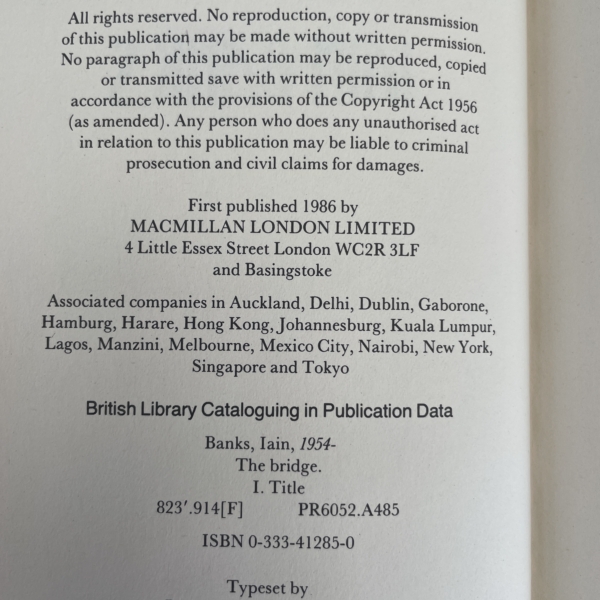 All rights reserved. No reproduction, copy or transmission
of this publication may be made without written permission.
No paragraph of this publication may be reproduced, copied
or transmitted save with written permission or in
accordance with the provisions of the Copyright Act 1956
(as amended). Any person who does any unauthorised act
in relation to this publication may be liable to criminal
prosecution and civil claims for damages.
First published 1986 by
MACMILLAN LONDON LIMITED
4 Little Essex Street London WC2R 3LF
and Basingstoke
Associated companies in Auckland, Delhi, Dublin, Gaborone,
Hamburg, Harare, Hong Kong, Johannesburg, Kuala Lumpur,
Lagos, Manzini, Melbourne, Mexico City, Nairobi, New York,
Singapore and Tokyo
British Library Cataloguing in Publication Data
Banks, Iain, 1954-
The bridge.
I. Title
823′.914[F] PR6052.A485
ISBN 0-333-41285-0
Typeset by